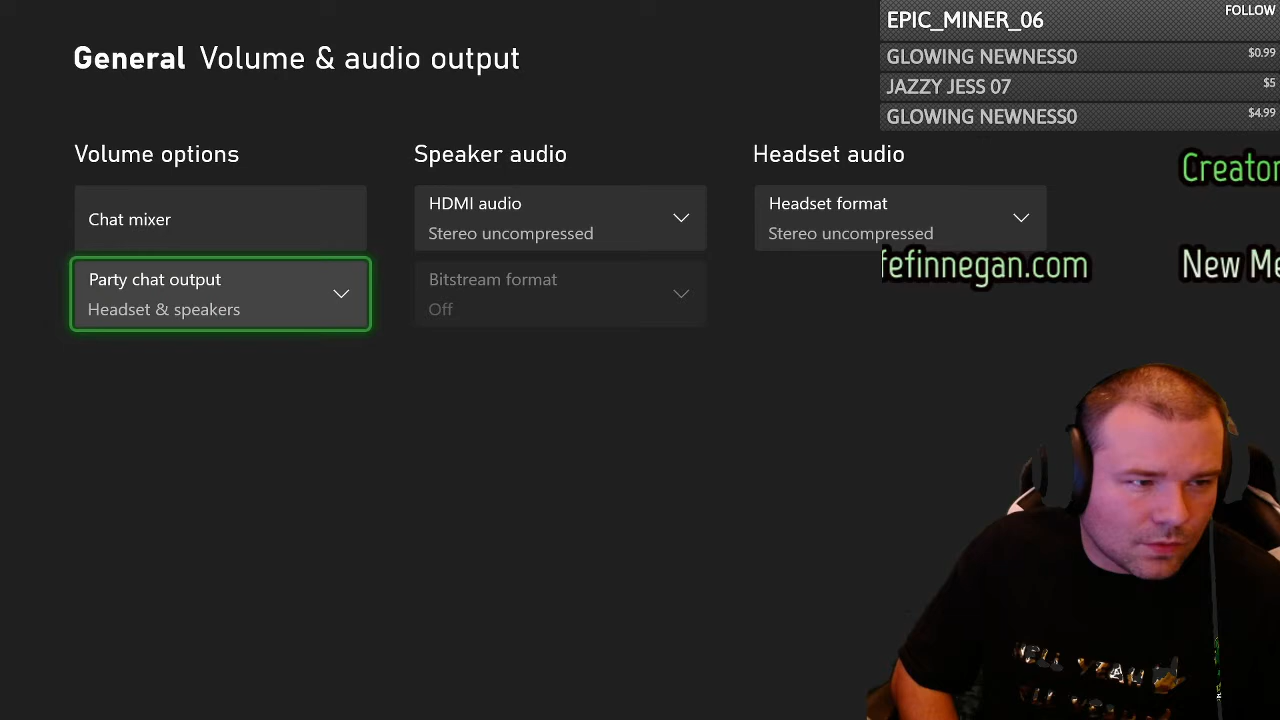 General Volume & audio output
Volume options
Chat mixer
Party chat output
Headset & speakers
Speaker audio
HDMI audio
Stereo uncompressed
Bitstream format
Off
Headset audio
Headset format
Stereo uncompressed
FOLLOW
EPIC_MINER_06
GLOWING NEWNESS0 $0.99
JAZZY JESS 07 $5
GLOWING NEWNESS0 $4.99
Creator
fefinnegan.com
New Me
HELL YEAH